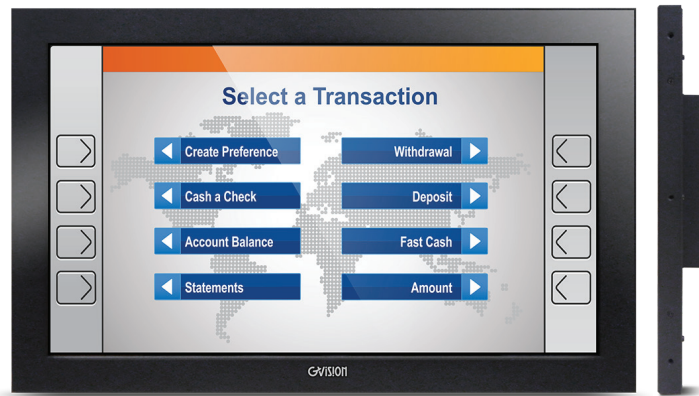 Select a Transaction
Create Preference
Withdrawal
Cash a Check
Deposit
Account Balance
Fast Cash
Statements
Amount
GVISION